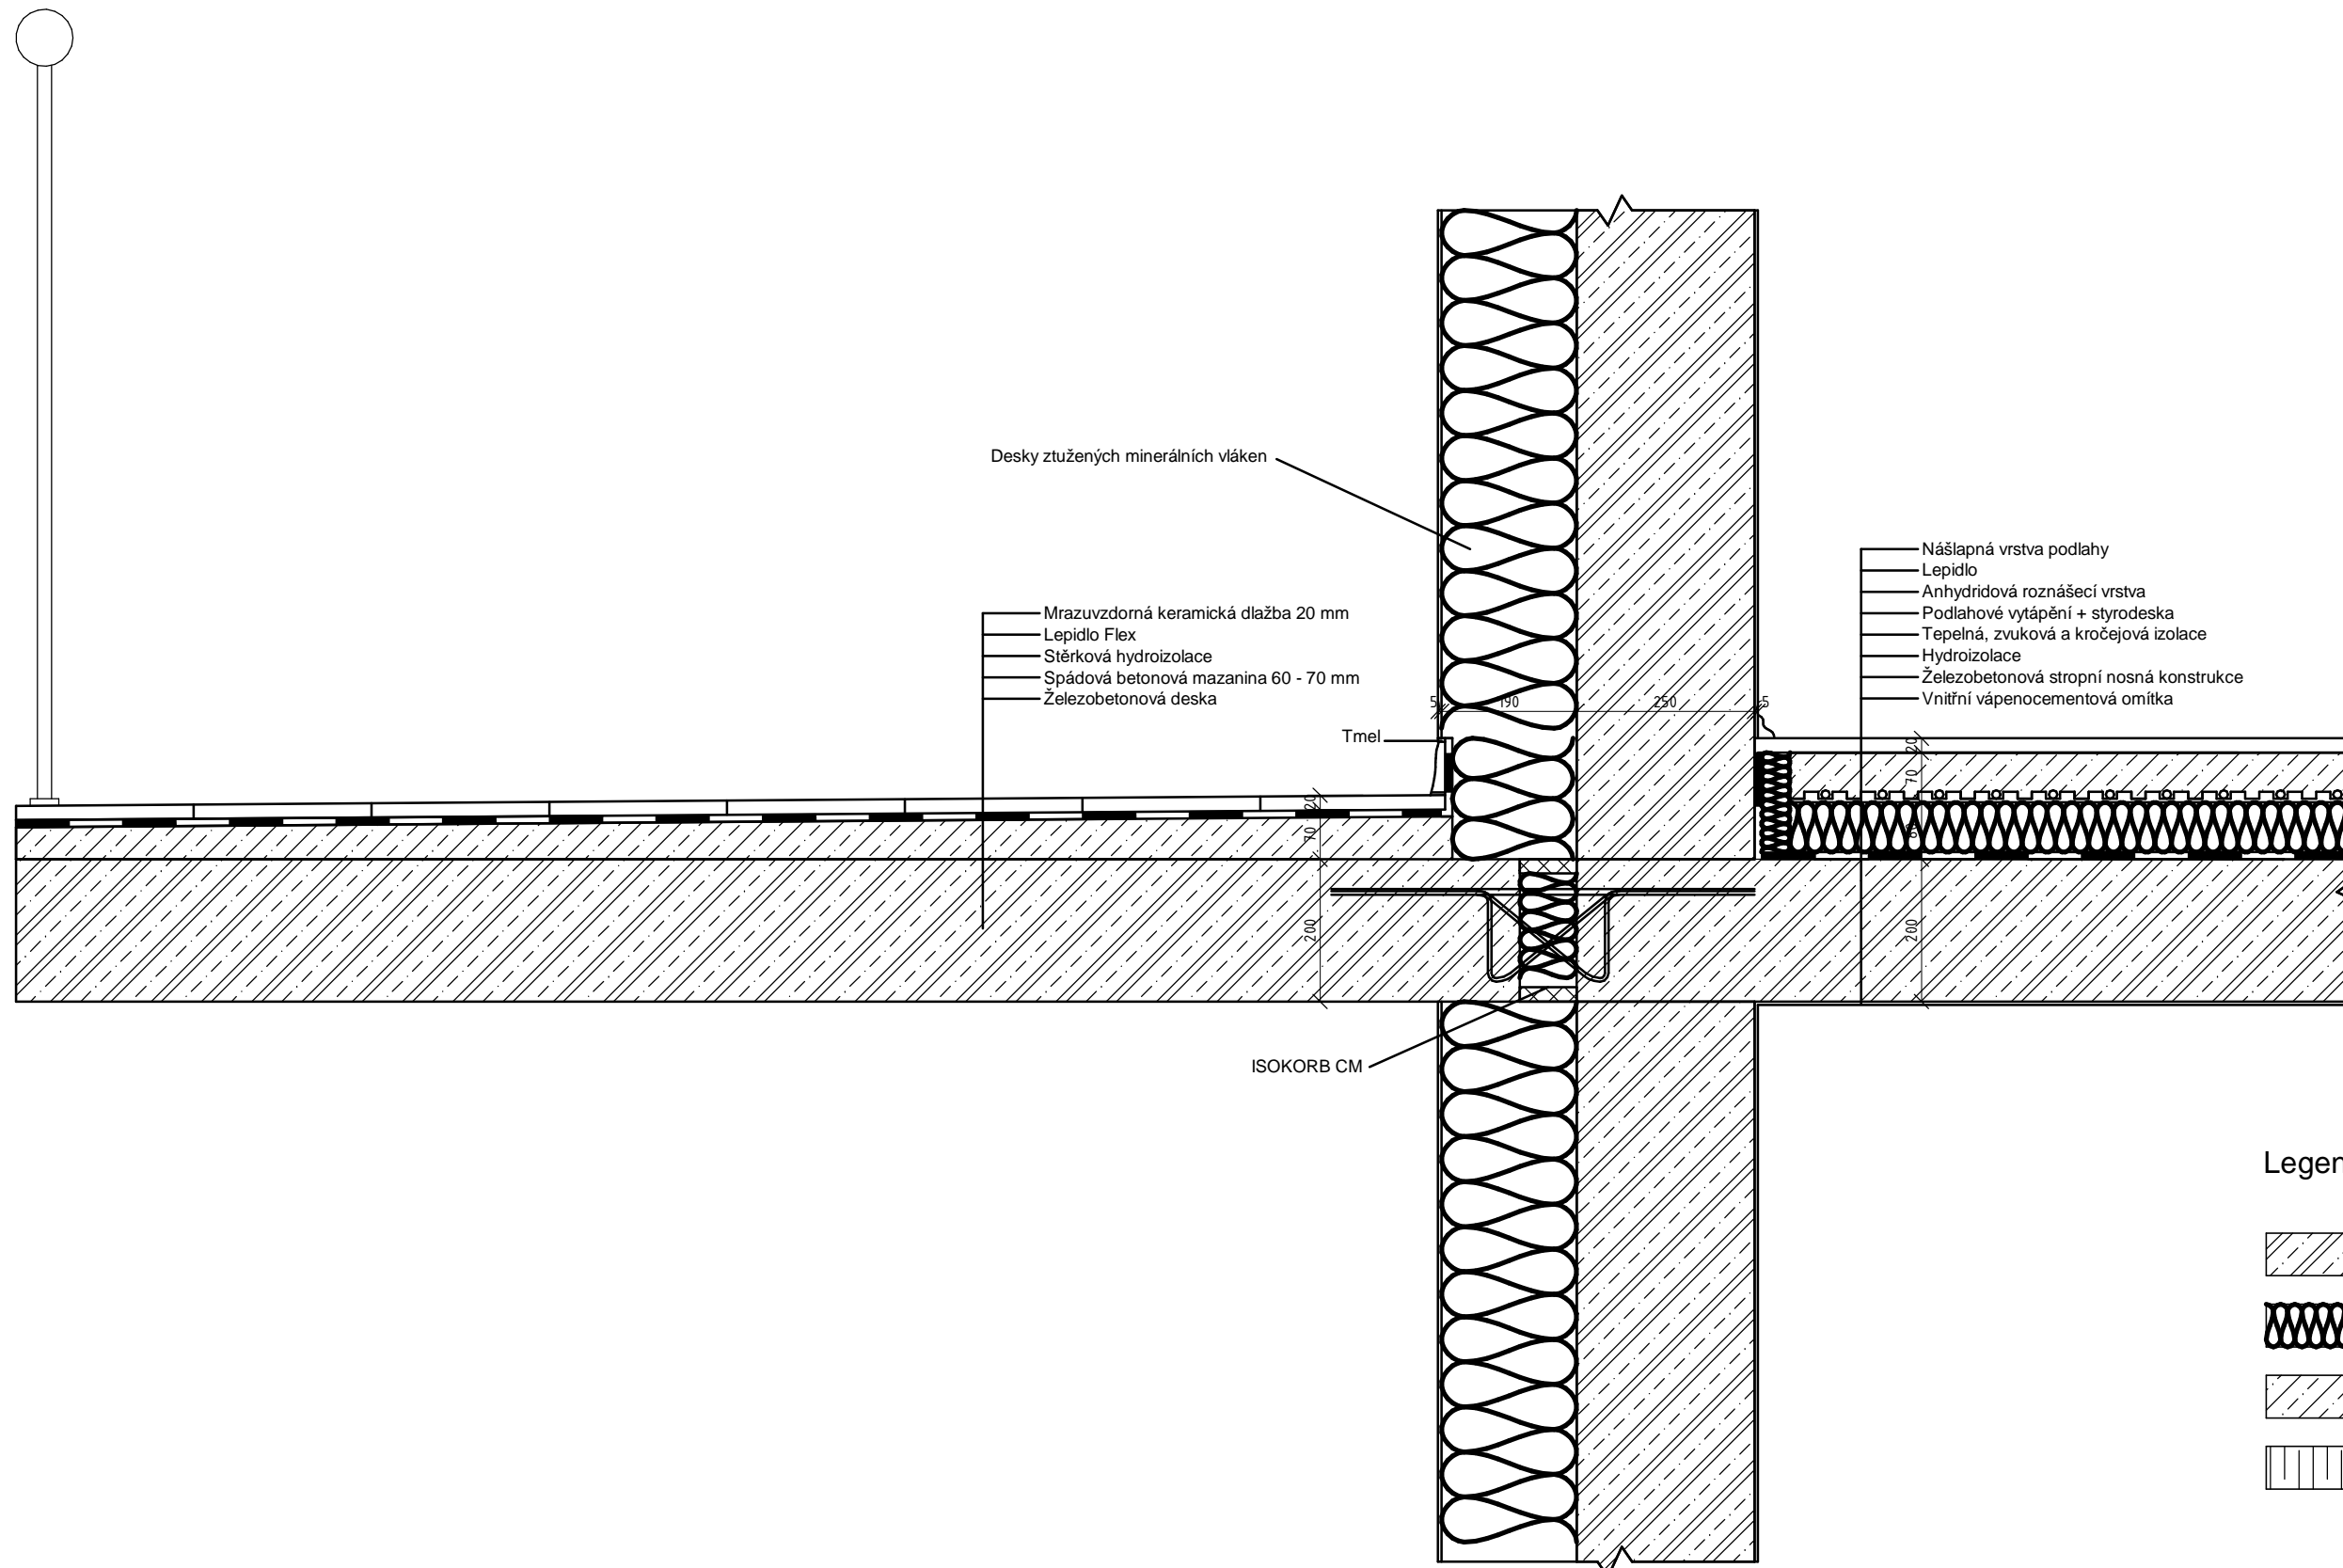 Desky ztužených minerálních vláken
Mrazuvzdorná keramická dlažba 20 mm
Lepidlo Flex
Stěrková hydroizolace
Spádová betonová mazanina 60 - 70 mm
Železobetonová deska
Nášlapná vrstva podlahy
Lepidlo
Anhydridová roznášecí vrstva
Podlahové vytápění + styrodeska
Tepelná, zvuková a kročejová izolace
Hydroizolace
Železobetonová stropní nosná konstrukce
Vnitřní vápenocementová omítka
5 190 250 5
Tmel
20
70
200
20
70
80
200
ISOKORB CM
Legen